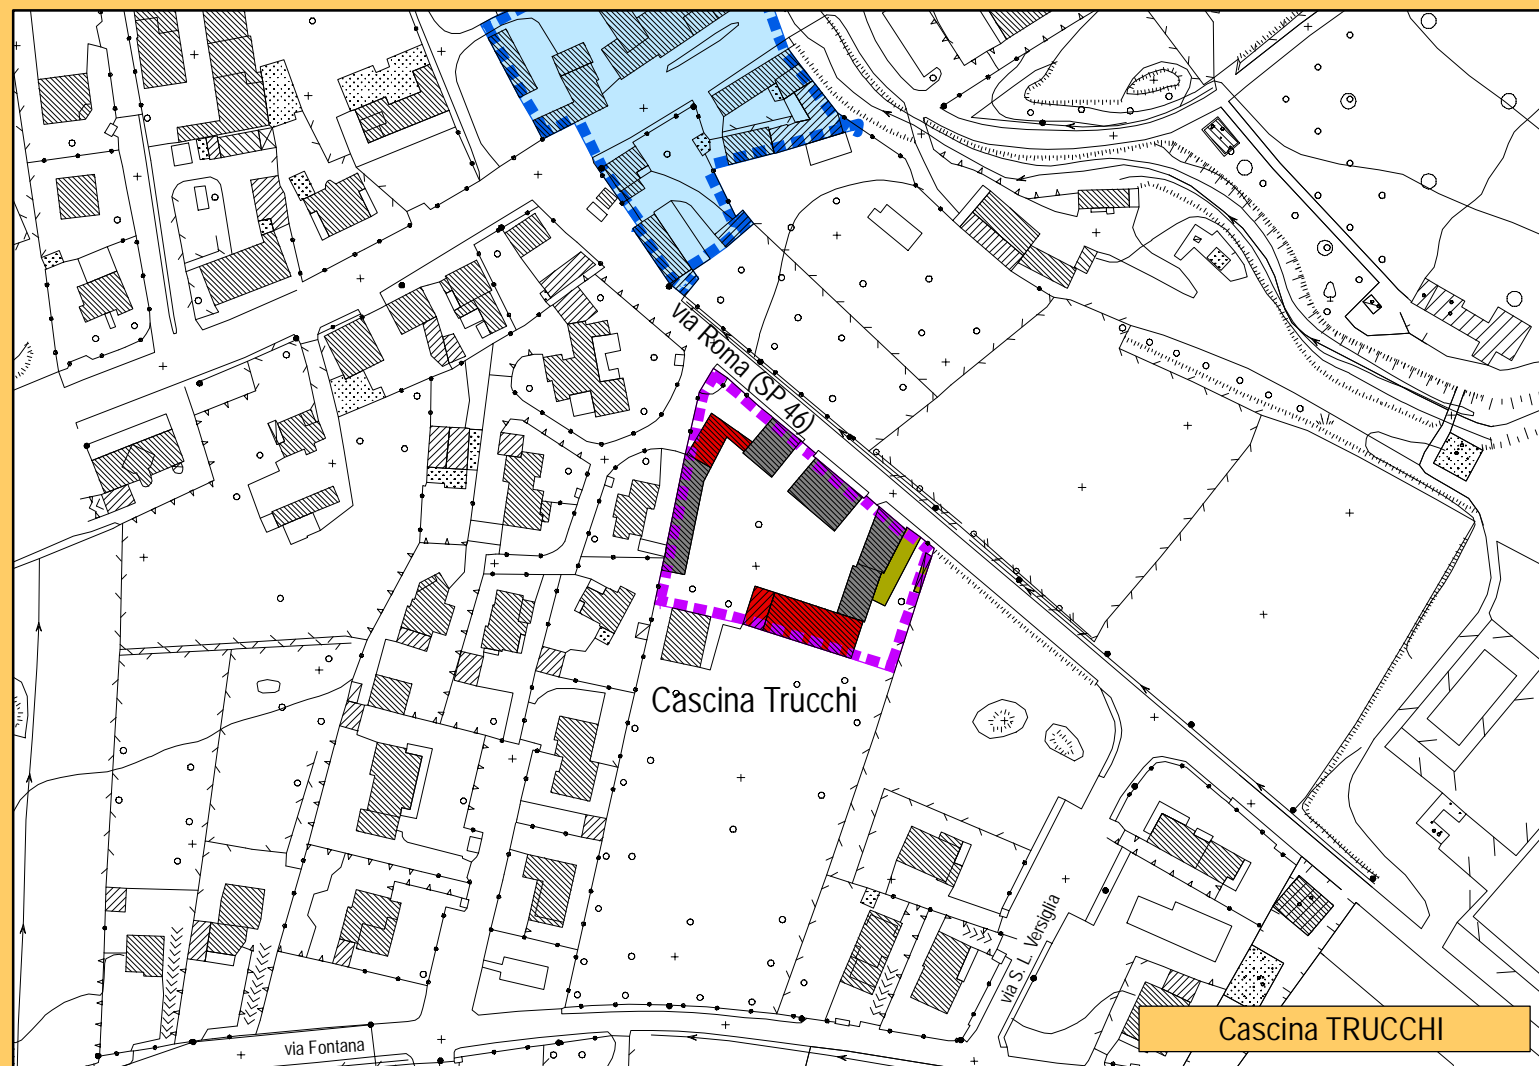 via Roma (SP 46)
Cascina Trucchi
via S. L. Versiglia
via Fontana
Cascina TRUCCHI